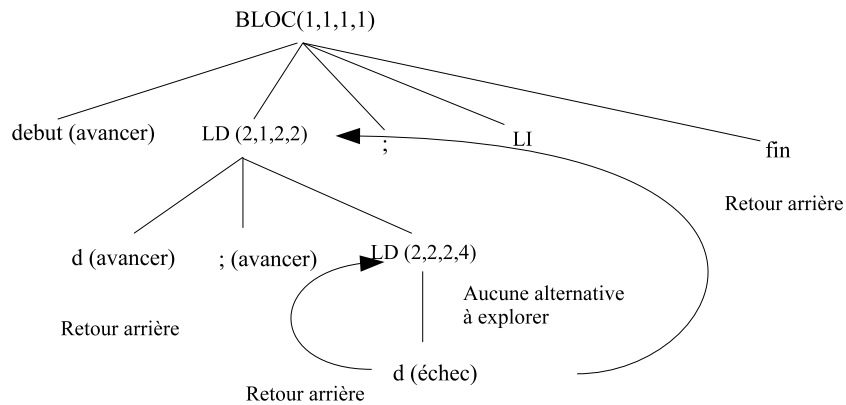 BLOC(1,1,1,1)
debut (avancer)
LD (2,1,2,2)
;
LI
fin
Retour arrière
d (avancer)
; (avancer)
LD (2,2,2,4)
Aucune alternative
à explorer
Retour arrière
d (échec)
Retour arrière